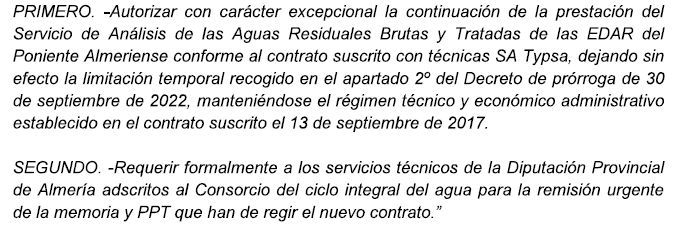 PRIMERO. -Autorizar con carácter excepcional la continuación de la prestación del
Servicio de Análisis de las Aguas Residuales Brutas y Tratadas de las EDAR del
Poniente Almeriense conforme al contrato suscrito con técnicas SA Typsa, dejando sin
efecto la limitación temporal recogido en el apartado 2º del Decreto de prórroga de 30
de septiembre de 2022, manteniéndose el régimen técnico y económico administrativo
establecido en el contrato suscrito el 13 de septiembre de 2017.
SEGUNDO. -Requerir formalmente a los servicios técnicos de la Diputación Provincial
de Almería adscritos al Consorcio del ciclo integral del agua para la remisión urgente
de la memoria y PPT que han de regir el nuevo contrato.”